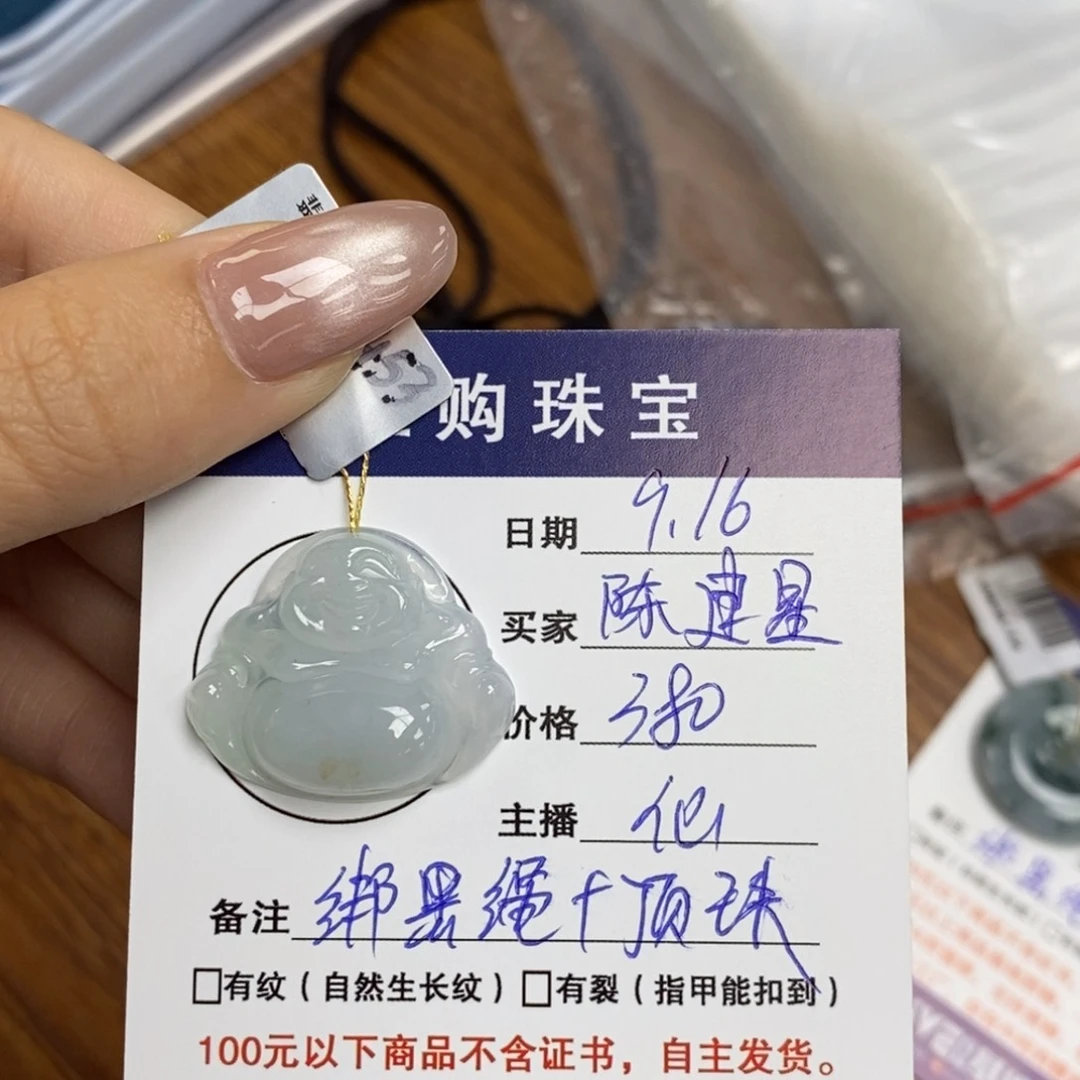 购珠宝
日期 9.16
买家 陈建星
价格 380
主播 仙
备注 绑黑绳+顶珠
□有纹（自然生长纹）□有裂（指甲能扣到）
100元以下商品不含证书，自主发货。